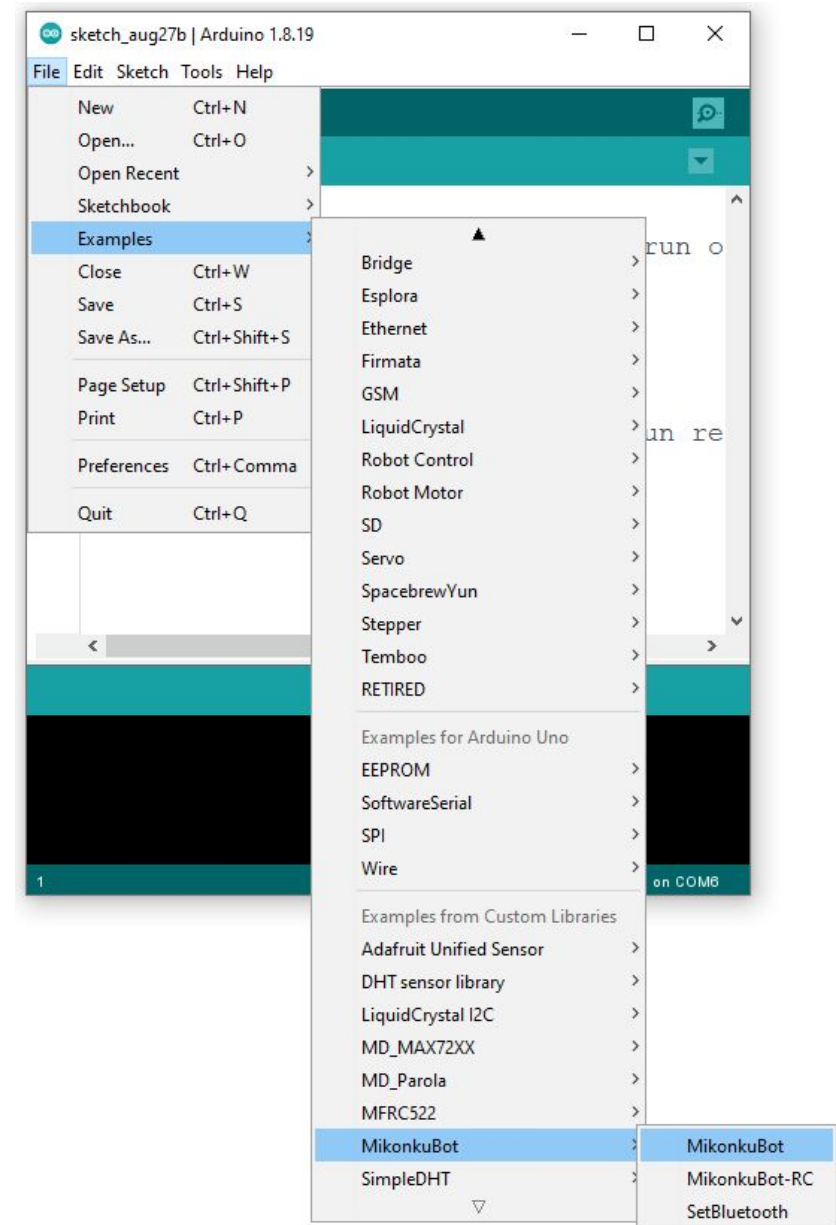 sketch_aug27b | Arduino 1.8.19
File Edit Sketch Tools Help
New Ctrl+N
Open... Ctrl+O
Open Recent
Sketchbook
Examples
Close Ctrl+W
Save Ctrl+S
Save As... Ctrl+Shift+S
Page Setup Ctrl+Shift+P
Print Ctrl+P
Preferences Ctrl+Comma
Quit Ctrl+Q
run o
un re
Bridge
Esplora
Ethernet
Firmata
GSM
LiquidCrystal
Robot Control
Robot Motor
SD
Servo
SpacebrewYun
Stepper
Temboo
RETIRED
Examples for Arduino Uno
EEPROM
SoftwareSerial
SPI
Wire
1
on COM6
Examples from Custom Libraries
Adafruit Unified Sensor
DHT sensor library
LiquidCrystal I2C
MD_MAX72XX
MD_Parola
MFRC522
MikonkuBot
SimpleDHT
MikonkuBot
MikonkuBot-RC
SetBluetooth